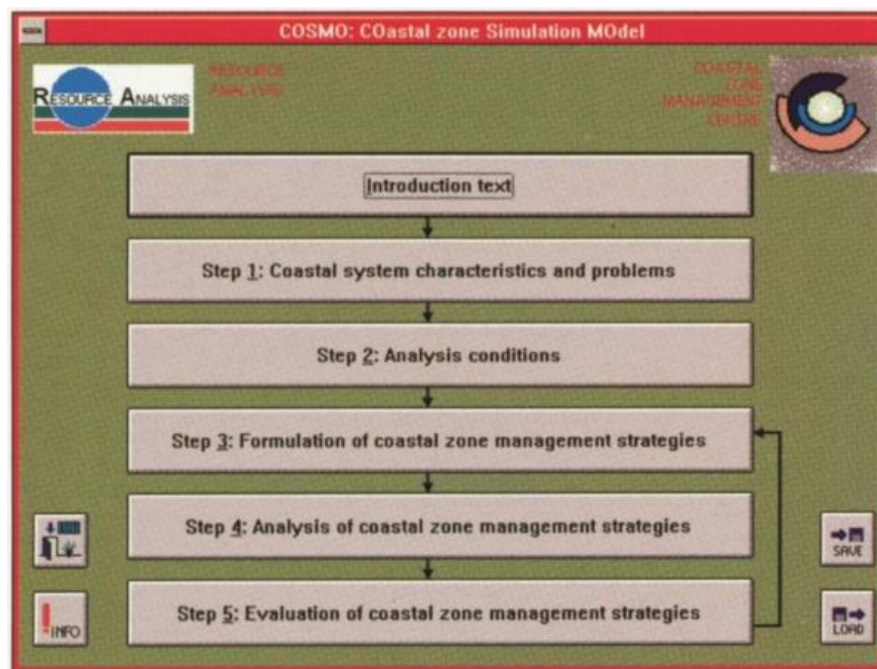 COSMO: COastal zone Simulation MOdel
RESOURCE ANALYSIS
RESOURCE
ANALYSIS
COASTAL
ZONE
MANAGEMENT
CENTRE
Introduction text
Step 1: Coastal system characteristics and problems
Step 2: Analysis conditions
Step 3: Formulation of coastal zone management strategies
Step 4: Analysis of coastal zone management strategies
Step 5: Evaluation of coastal zone management strategies
SAVE
INFO
LOAD